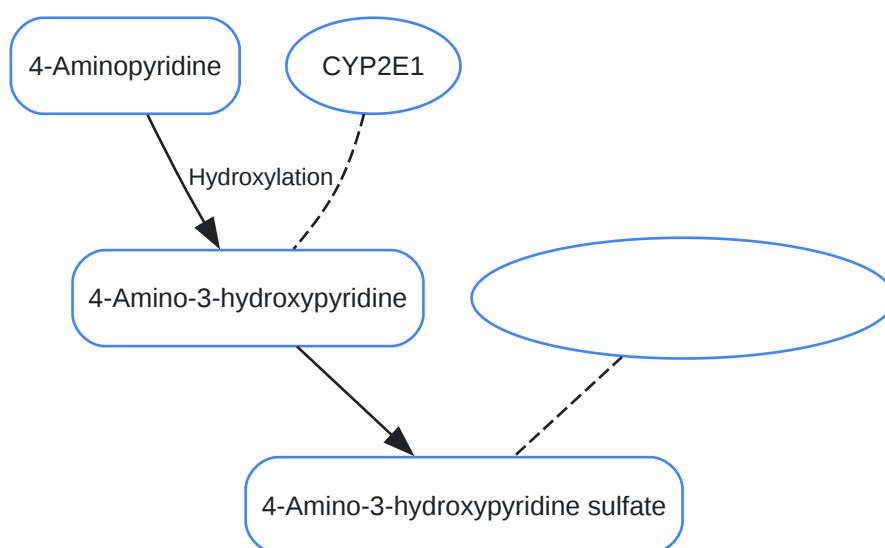 4-Aminopyridine
CYP2E1
Hydroxylation
4-Amino-3-hydroxypyridine
4-Amino-3-hydroxypyridine sulfate